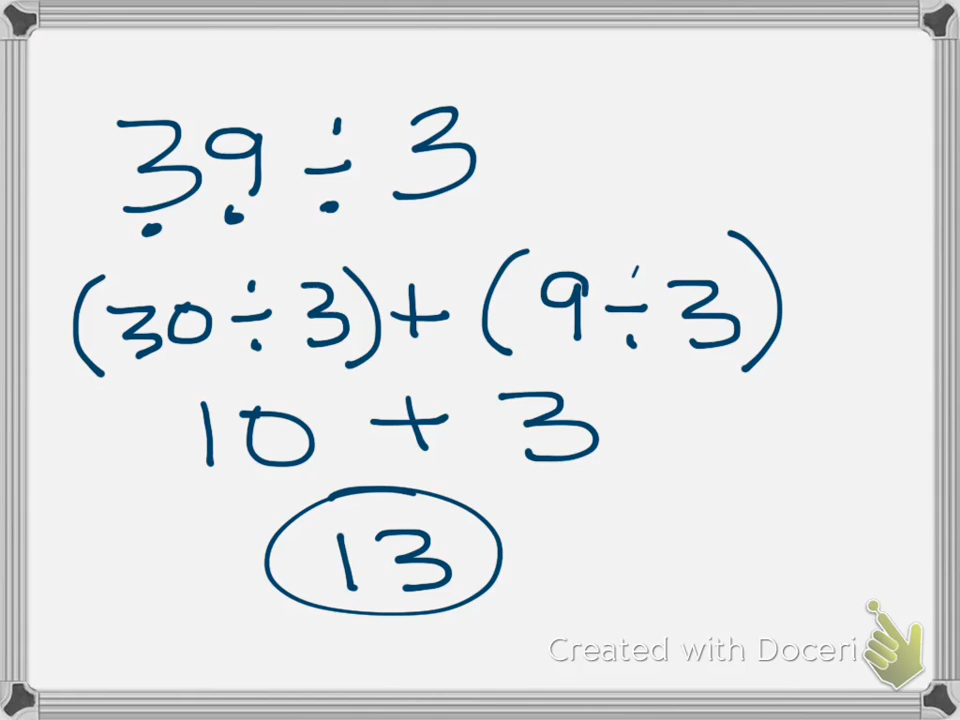 39 ÷ 3
(30 ÷ 3) + (9 ÷ 3)
10 + 3
13
Created with Doceri